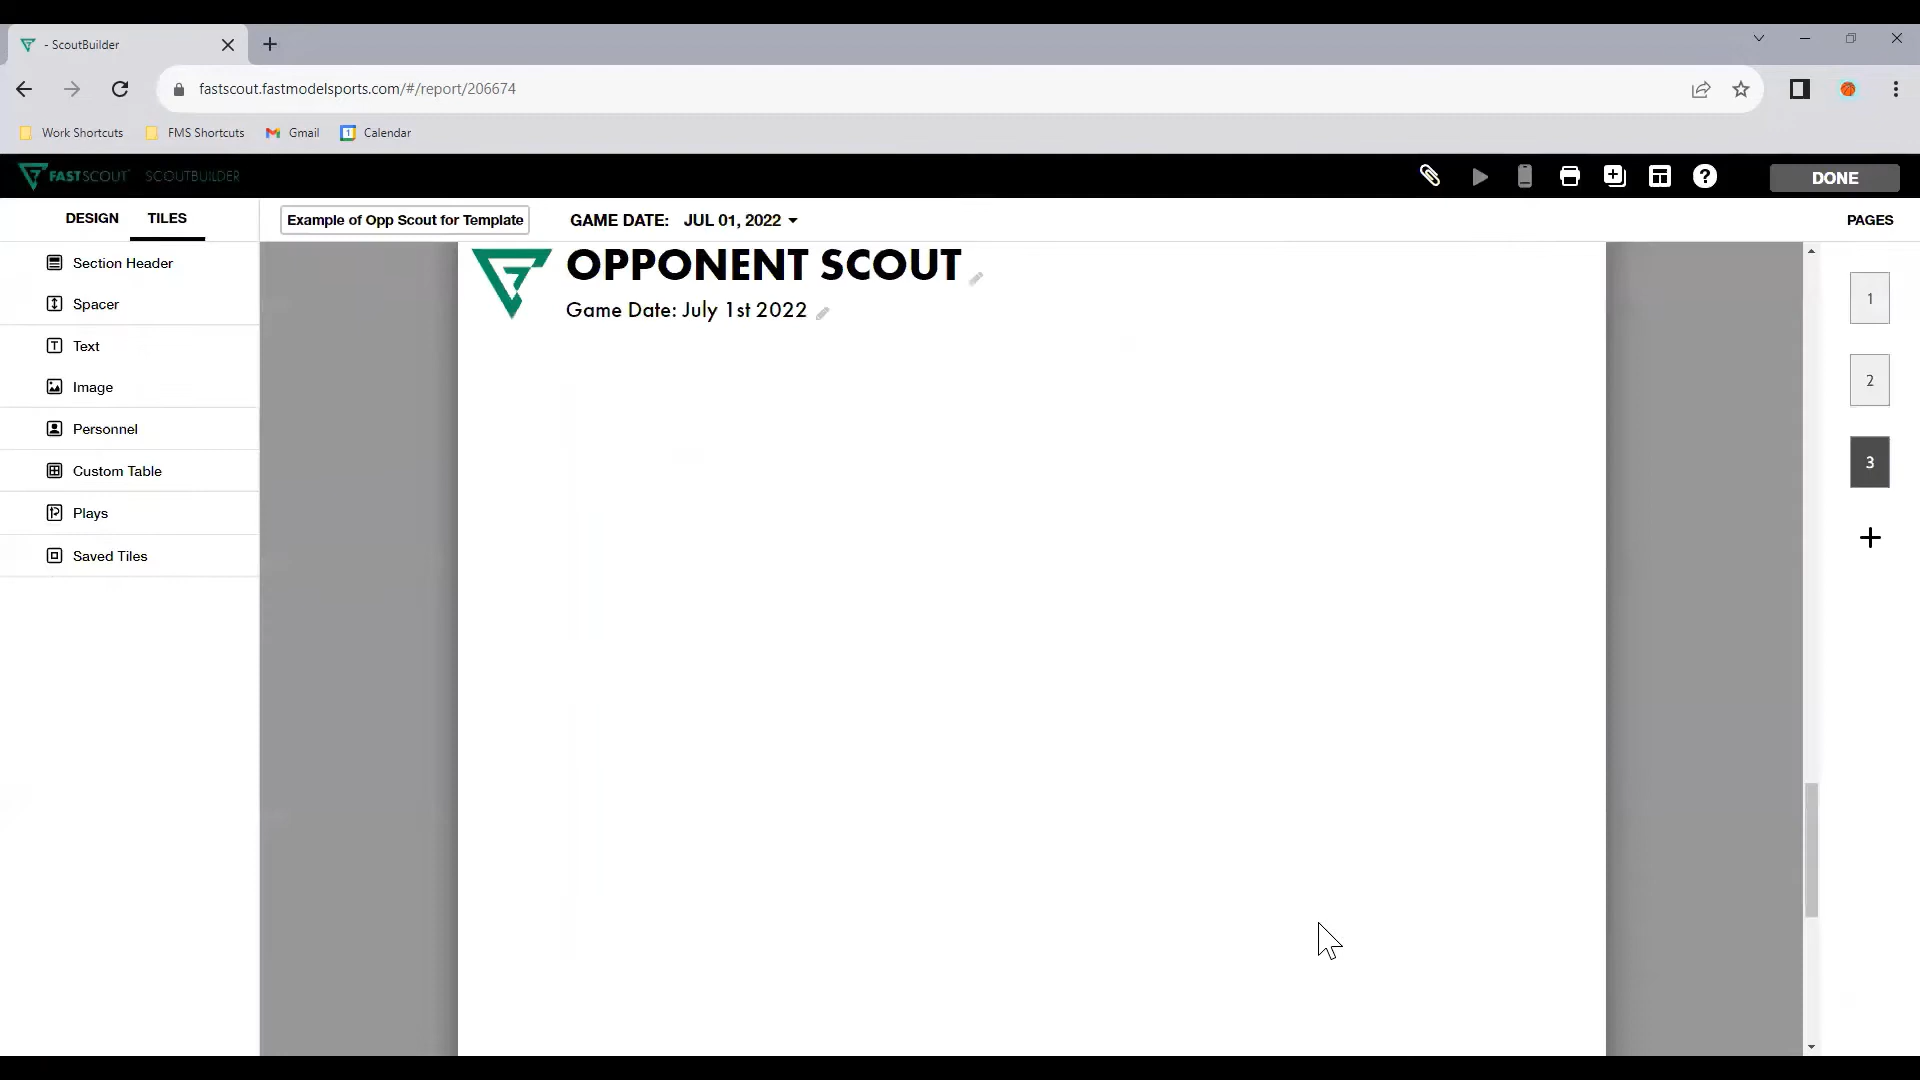 - ScoutBuilder
fastscout.fastmodelsports.com/#/report/206674
Work Shortcuts
FMS Shortcuts
1
Gmail
Calendar
FASTSCOUT SCOUTBUILDER
?
DONE
DESIGN TILES
Example of Opp Scout for Template
GAME DATE: JUL 01, 2022
PAGES
Section Header
Spacer
Text
Image
Personnel
Custom Table
Plays
Saved Tiles
OPPONENT SCOUT
Game Date: July 1st 2022
1
2
3
+